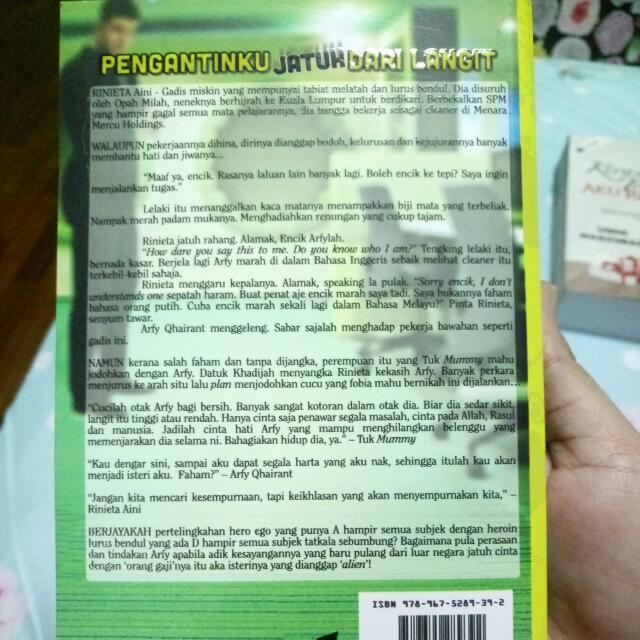 PENGANTINKU JATUH DARI LANGIT
RINIETA Aini - Gadis miskin yang mempunyai tabiat melatah dan lurus bendul. Dia disuruh
oleh Opah Milah, neneknya berhijrah ke Kuala Lumpur untuk berdikari. Berbekalkan SPM
yang hampir gagal semua mata pelajarannya, dia bangga bekerja sebagai cleaner di Menara
Mercu Holdings.
WALAUPUN pekerjaannya dihina, dirinya dianggap bodoh, kelurusan dan kejujurannya banyak
membantu hati dan jiwanya...
"Maaf ya, encik. Rasanya laluan lain banyak lagi. Boleh encik ke tepi? Saya ingin
menjalankan tugas."
Lelaki itu menanggalkan kaca matanya menampakkan biji mata yang terbeliak.
Nampak merah padam mukanya. Menghadiahkan renungan yang cukup tajam.
Rinieta jatuh rahang. Alamak, Encik Arfylah.
"How dare you say this to me. Do you know who I am?" Tengking lelaki itu,
bernada kasar. Berjela lagi Arfy marah di dalam Bahasa Inggeris sebaik melihat cleaner itu
terkebil-kebil sahaja.
Rinieta menggaru kepalanya. Alamak, speaking la pulak. "Sorry encik, I don't
understands one sepatah haram. Buat penat aje encik marah saya tadi. Saya bukannya faham
bahasa orang putih. Cuba encik marah sekali lagi dalam Bahasa Melayu?" Pinta Rinieta,
senyum tawar.
Arfy Qhairant menggeleng. Sabar sajalah menghadap pekerja bawahan seperti
gadis ini.
NAMUN kerana salah faham dan tanpa dijangka, perempuan itu yang Tuk Mummy mahu
jodohkan dengan Arfy. Datuk Khadijah menyangka Rinieta kekasih Arfy. Banyak perkara
menjurus ke arah situ lalu plan menjodohkan cucu yang fobia mahu bernikah ini dijalankan...
"Cucilah otak Arfy bagi bersih. Banyak sangat kotoran dalam otak dia. Biar dia sedar sikit,
langit itu tinggi atau rendah. Hanya cinta saja penawar segala masalah, cinta pada Allah, Rasul
dan manusia. Jadilah cinta hati Arfy yang mampu menghilangkan belenggu yang
memenjarakan dia selama ni. Bahagiakan hidup dia, ya." – Tuk Mummy
"Kau dengar sini, sampai aku dapat segala harta yang aku nak, sehingga itulah kau akan
menjadi isteri aku. Faham?" – Arfy Qhairant
"Jangan kita mencari kesempurnaan, tapi keikhlasan yang akan menyempurnakan kita," –
Rinieta Aini
BERJAYAKAH pertelingkahan hero ego yang punya A hampir semua subjek dengan heroin
lurus bendul yang ada D hampir semua subjek tatkala sebumbung? Bagaimana pula perasaan
dan tindakan Arfy apabila adik kesayangannya yang baru pulang dari luar negara jatuh cinta
dengan 'orang gaji'nya itu aka isterinya yang dianggap 'alien'!
ISBN 978-967-5289-39-2